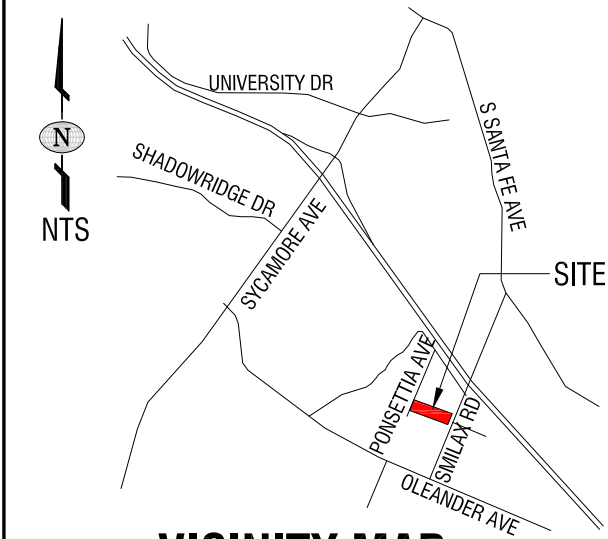 UNIVERSITY DR
S SANTA FE AVE
N
SHADOWRIDGE DR
NTS
SYCAMORE AVE
SITE
PONSETTIA AVE
SMILAX RD
OLEANDER AVE
VICINITY MAP